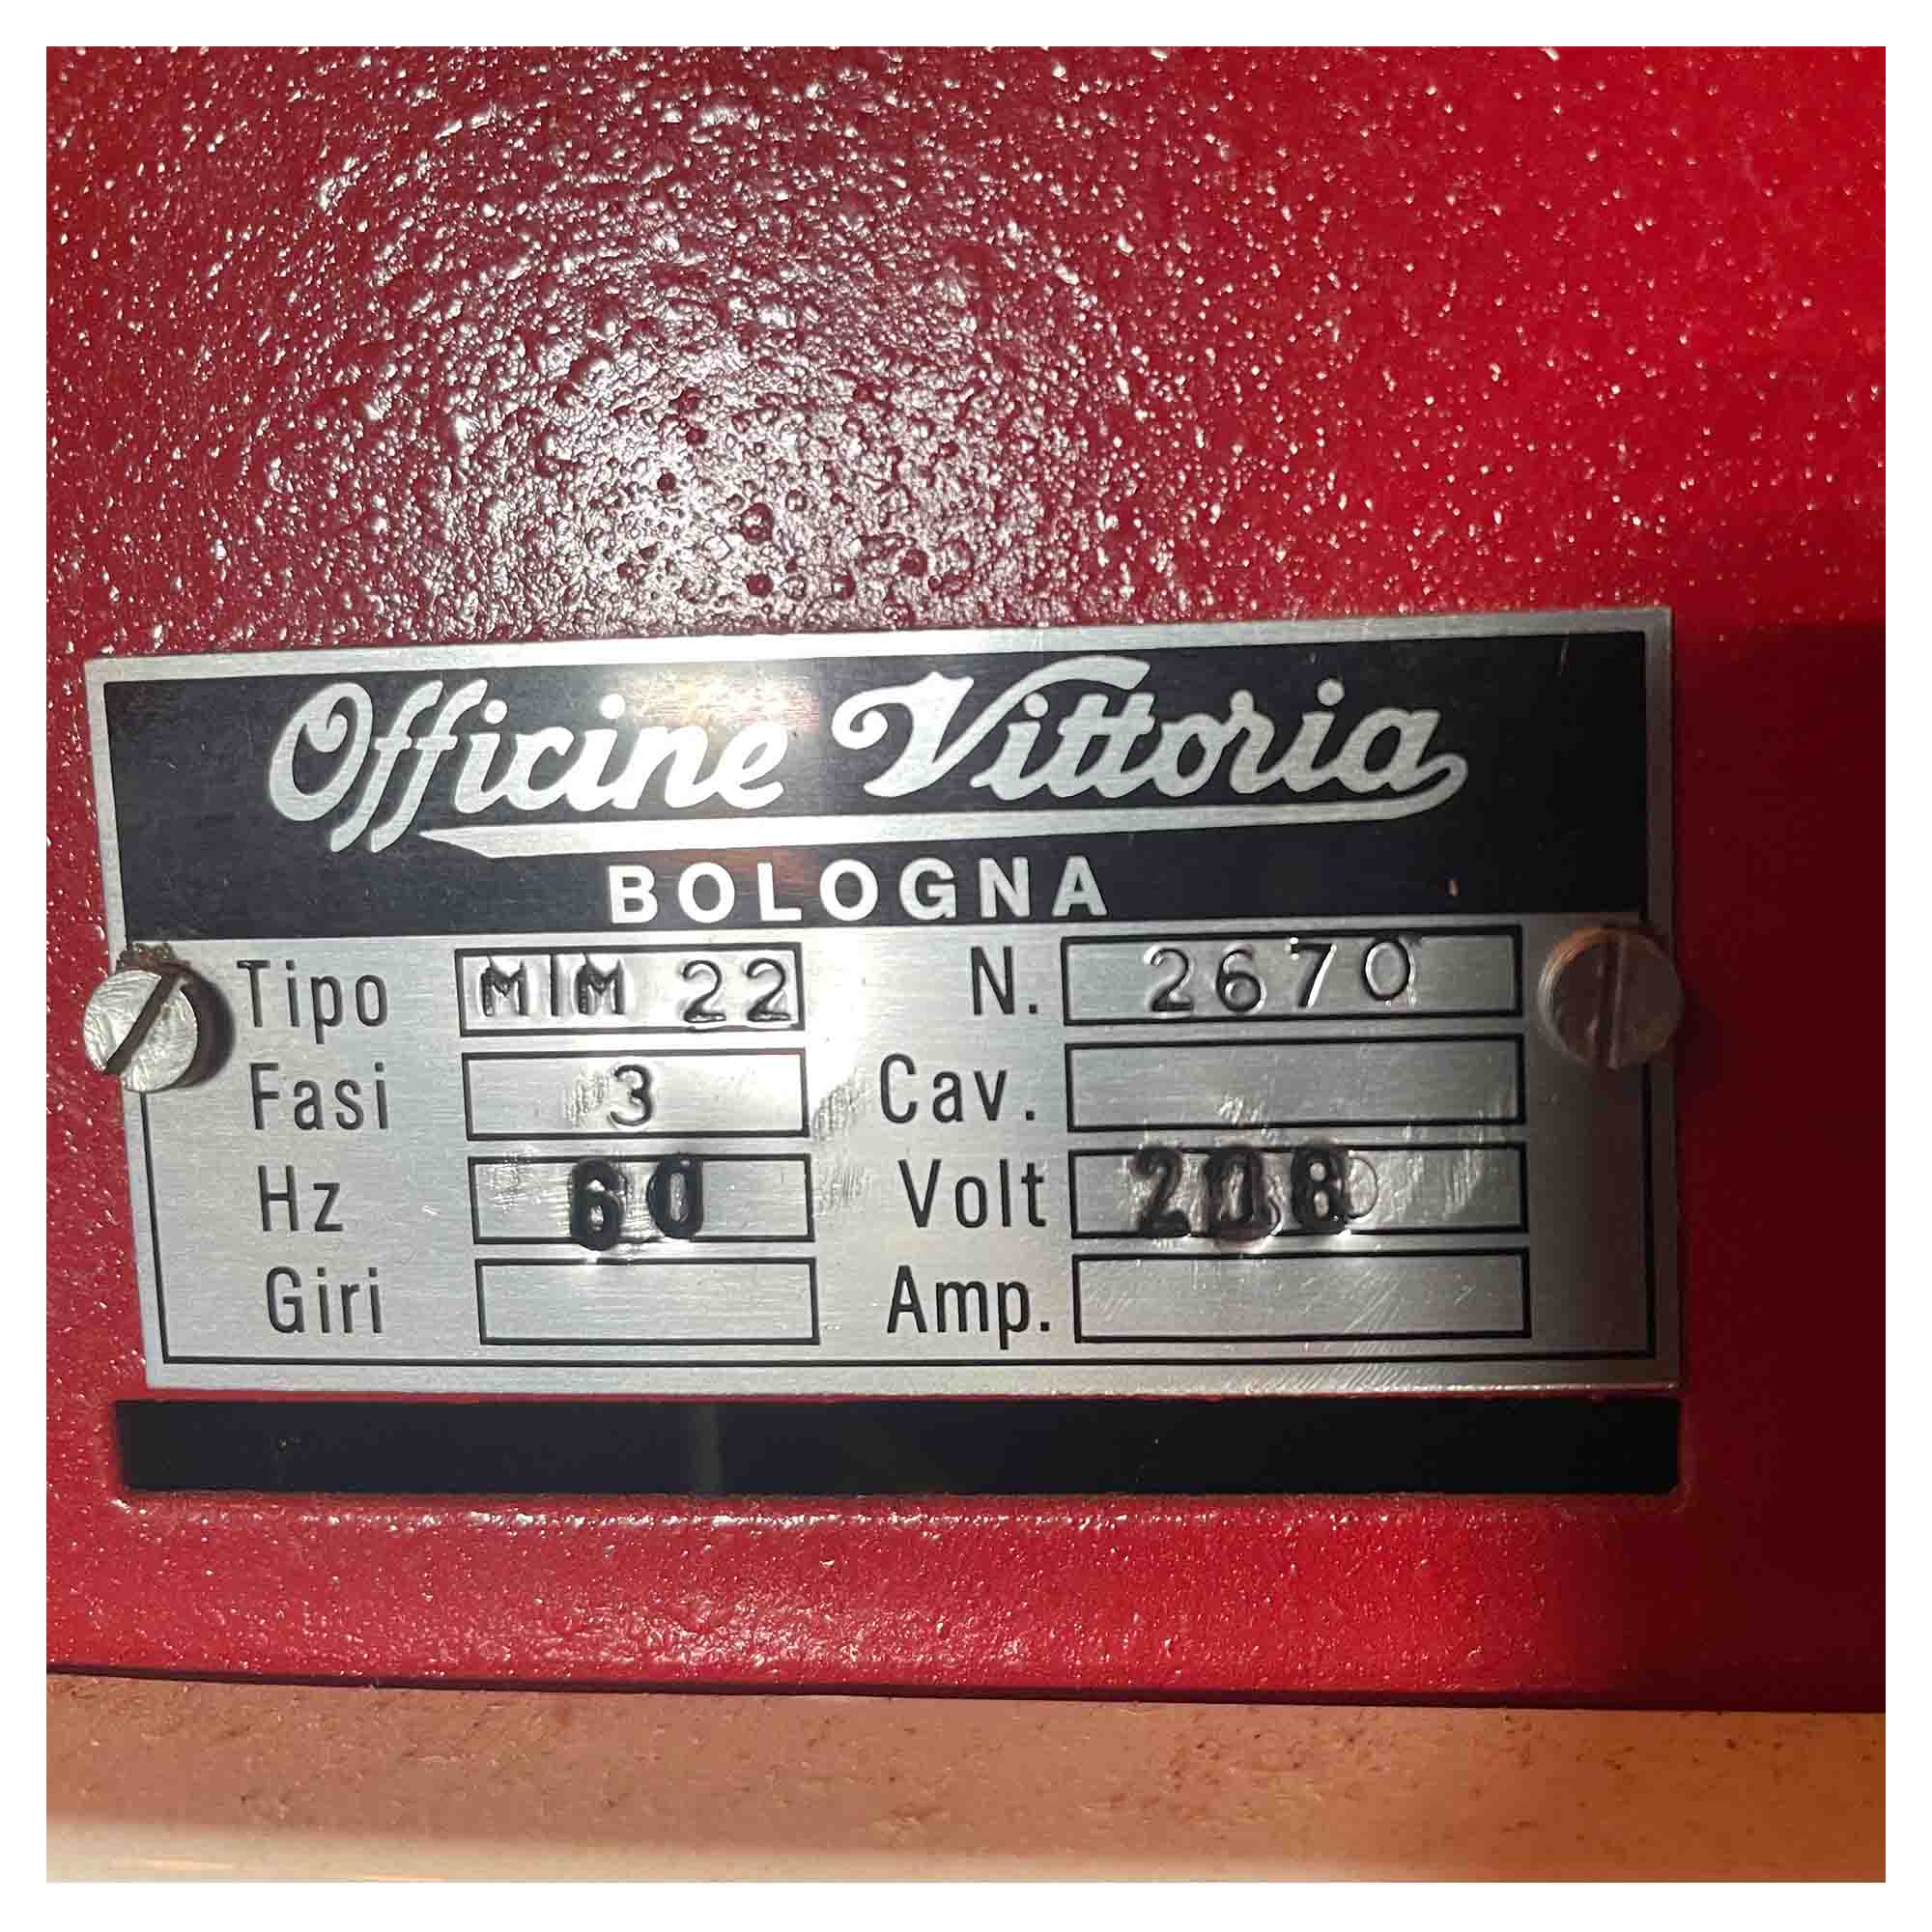 Officine Vittoria
BOLOGNA
Tipo MIM 22 N. 2670
Fasi 3 Cav.
Hz 60 Volt 208
Giri Amp.